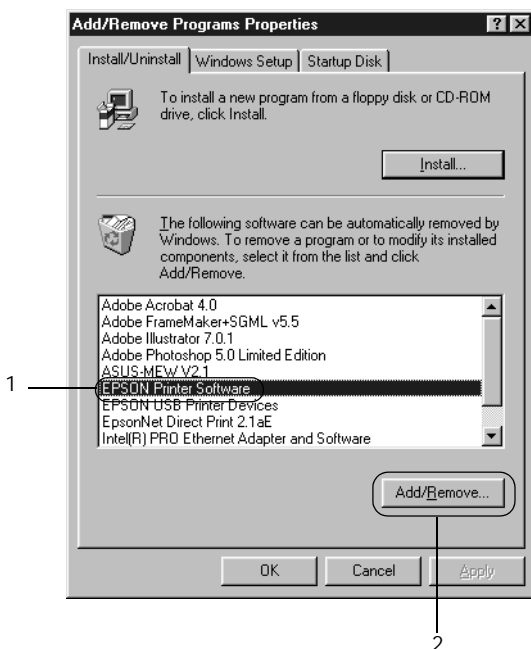 Add/Remove Programs Properties
Install/Uninstall Windows Setup Startup Disk
To install a new program from a floppy disk or CD-ROM
drive, click Install.
Install...
The following software can be automatically removed by
Windows. To remove a program or to modify its installed
components, select it from the list and click
Add/Remove.
Adobe Acrobat 4.0
Adobe FrameMaker+SGML v5.5
Adobe Illustrator 7.0.1
Adobe Photoshop 5.0 Limited Edition
ASUS-MEW V2.1
1 EPSON Printer Software
EPSON USB Printer Devices
EpsonNet Direct Print 2.1aE
Intel(R) PRO Ethernet Adapter and Software
Add/Remove...
OK Cancel Apply
2